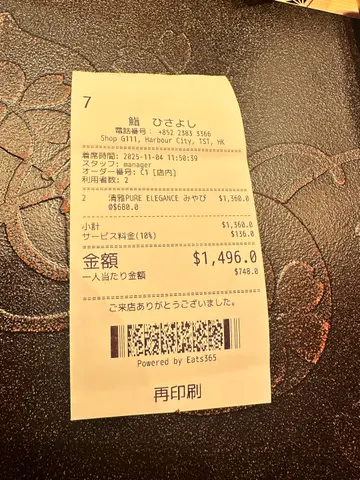 7
鮨 ひさよし
電話番号: +852 2383 3366
Shop G111, Harbour City, TST, HK
着席時間: 2025-11-04 11:50:39
スタッフ: manager
オーダー番号: C1 [店内]
利用者数: 2
2 清雅PURE ELEGANCE みやび $1,360.0
@$680.0
小計 $1,360.0
サービス料金(10%) $136.0
金額 $1,496.0
一人当たり金額 $748.0
ご来店ありがとうございました。
Powered by Eats365
再印刷